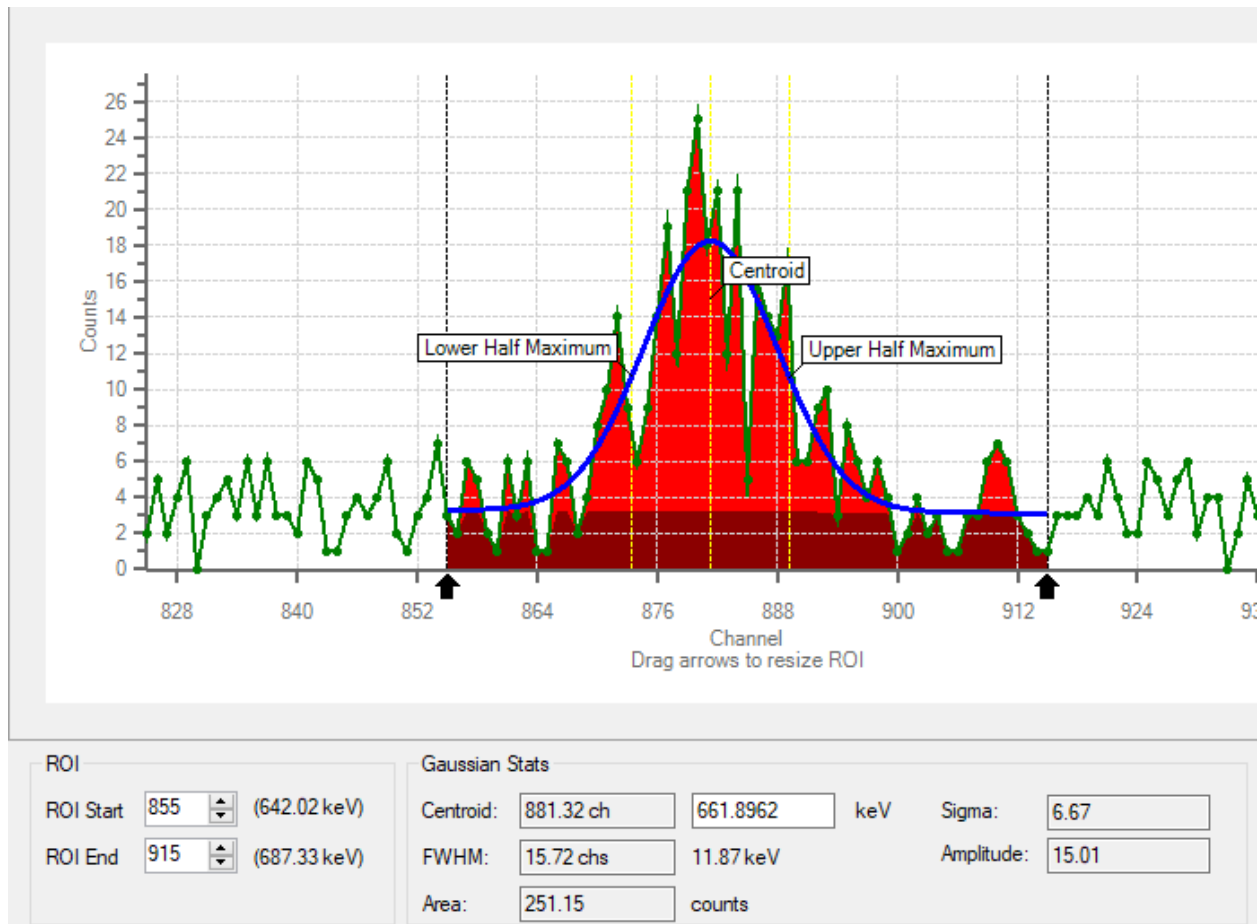 26
24
22
20
18
16
14
12
10
8
6
4
2
0
Counts
Centroid
Lower Half Maximum
Upper Half Maximum
828 840 852 864 876 888 900 912 924 93
Channel
Drag arrows to resize ROI
ROI
ROI Start 855 (642.02 keV)
ROI End 915 (687.33 keV)
Gaussian Stats
Centroid: 881.32 ch 661.8962 keV Sigma: 6.67
FWHM: 15.72 chs 11.87 keV Amplitude: 15.01
Area: 251.15 counts